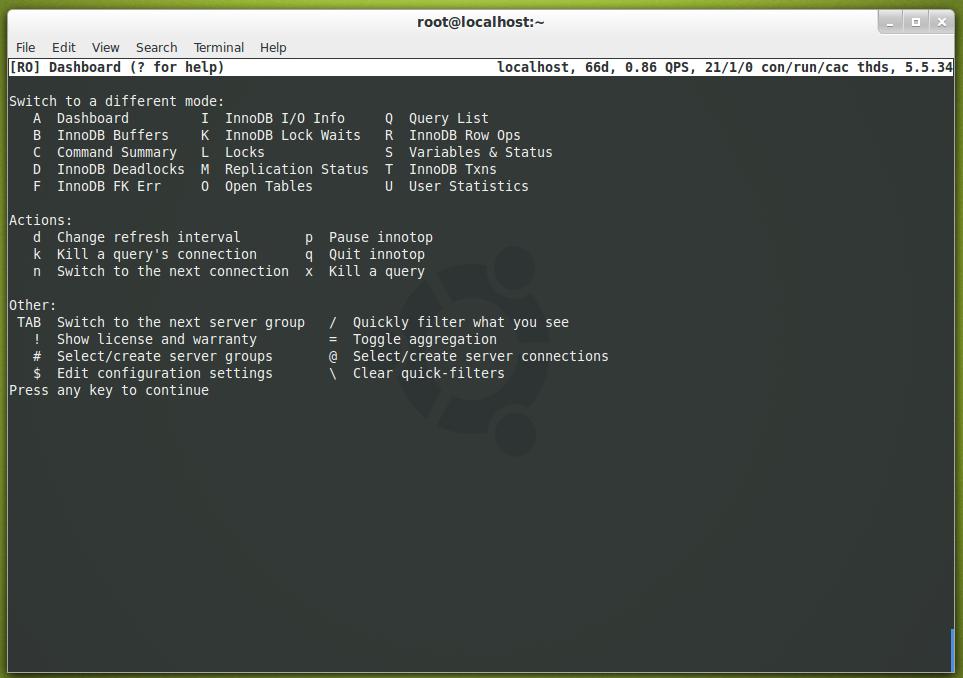 root@localhost:~
File Edit View Search Terminal Help
[RO] Dashboard (? for help) localhost, 66d, 0.86 QPS, 21/1/0 con/run/cac thds, 5.5.34
Switch to a different mode:
A Dashboard I InnoDB I/O Info Q Query List
B InnoDB Buffers K InnoDB Lock Waits R InnoDB Row Ops
C Command Summary L Locks S Variables & Status
D InnoDB Deadlocks M Replication Status T InnoDB Txns
F InnoDB FK Err O Open Tables U User Statistics
Actions:
d Change refresh interval p Pause innotop
k Kill a query's connection q Quit innotop
n Switch to the next connection x Kill a query
Other:
TAB Switch to the next server group / Quickly filter what you see
! Show license and warranty = Toggle aggregation
# Select/create server groups @ Select/create server connections
$ Edit configuration settings \ Clear quick-filters
Press any key to continue